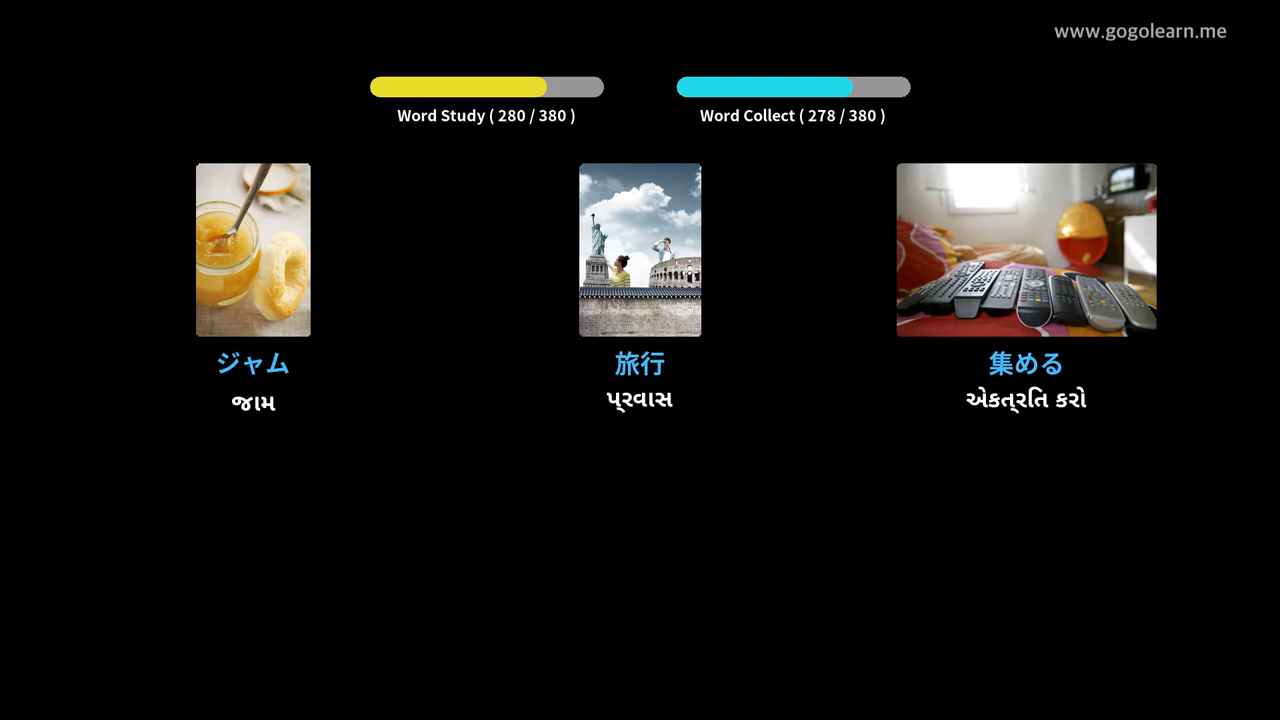 www.gogolearn.me
Word Study ( 280 / 380 )
Word Collect ( 278 / 380 )
ジャム
旅行
集める
જામ
પ્રવાસ
એકત્રતિ કરો